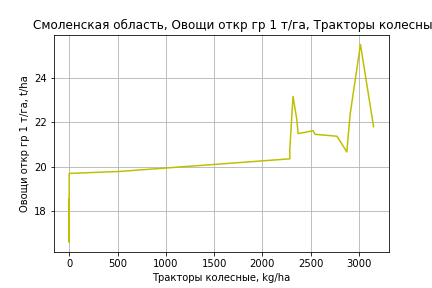 Смоленская область, Овощи откр гр 1 т/га, Тракторы колесны
24
22
20
18
Овощи откр гр 1 т/га, t/ha
0 500 1000 1500 2000 2500 3000
Тракторы колесные, kg/ha